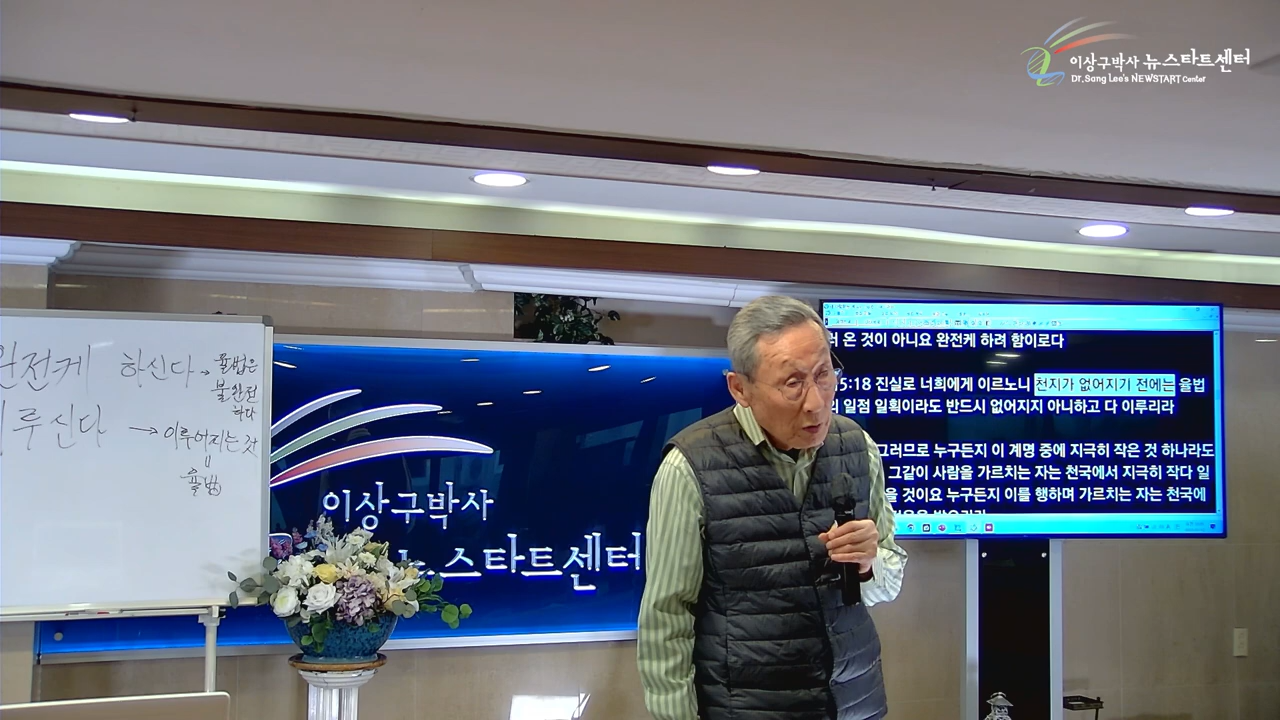 이상구박사 뉴스타트센터
Dr. Sang Lee's NEWSTART Center
완전케 하신다 → 율법은
불완전
하다
루신다 → 이루어지는 것
율법
이상구박사
뉴스타트센터
온 것이 아니요 완전케 하려 함이로다
5:18 진실로 너희에게 이르노니 천지가 없어지기 전에는 율법
일점 일획이라도 반드시 없어지지 아니하고 다 이루리라
그러므로 누구든지 이 계명 중에 지극히 작은 것 하나라도
그같이 사람을 가르치는 자는 천국에서 지극히 작다 일
을 것이요 누구든지 이를 행하며 가르치는 자는 천국에